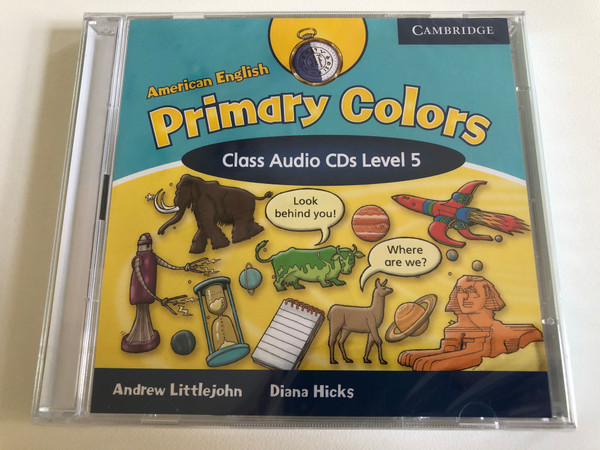 CAMBRIDGE
American English
Primary Colors
Class Audio CDs Level 5
Look
behind you!
Where
are we?
Andrew Littlejohn Diana Hicks